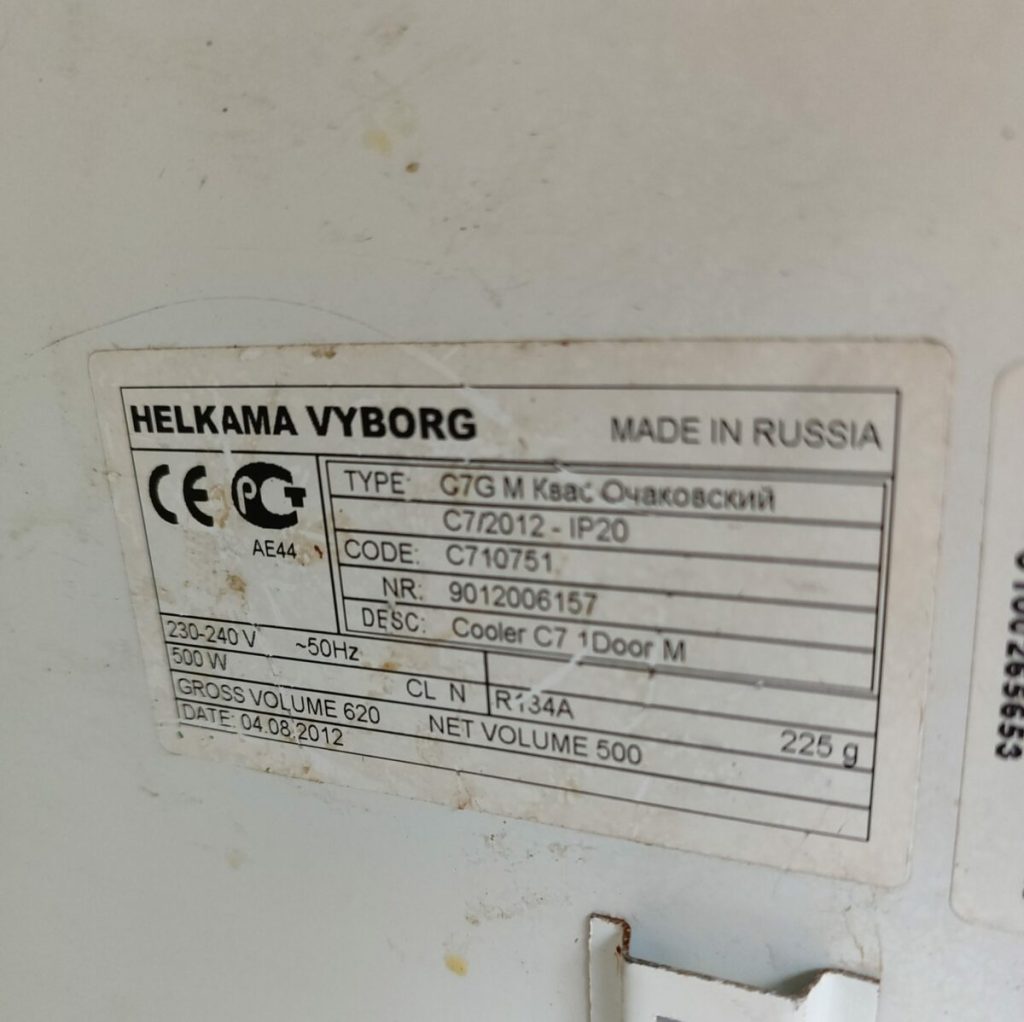 HELKAMA VYBORG MADE IN RUSSIA
CE РСТ
AE44
TYPE: C7G M Квас Очаковский
C7/2012 - IP20
CODE: C710751
NR: 9012006157
DESC: Cooler C7 1Door M
230-240 V ~50Hz
500 W CL N R134A 225 g
GROSS VOLUME 620 NET VOLUME 500
DATE: 04.08.2012
0100265653